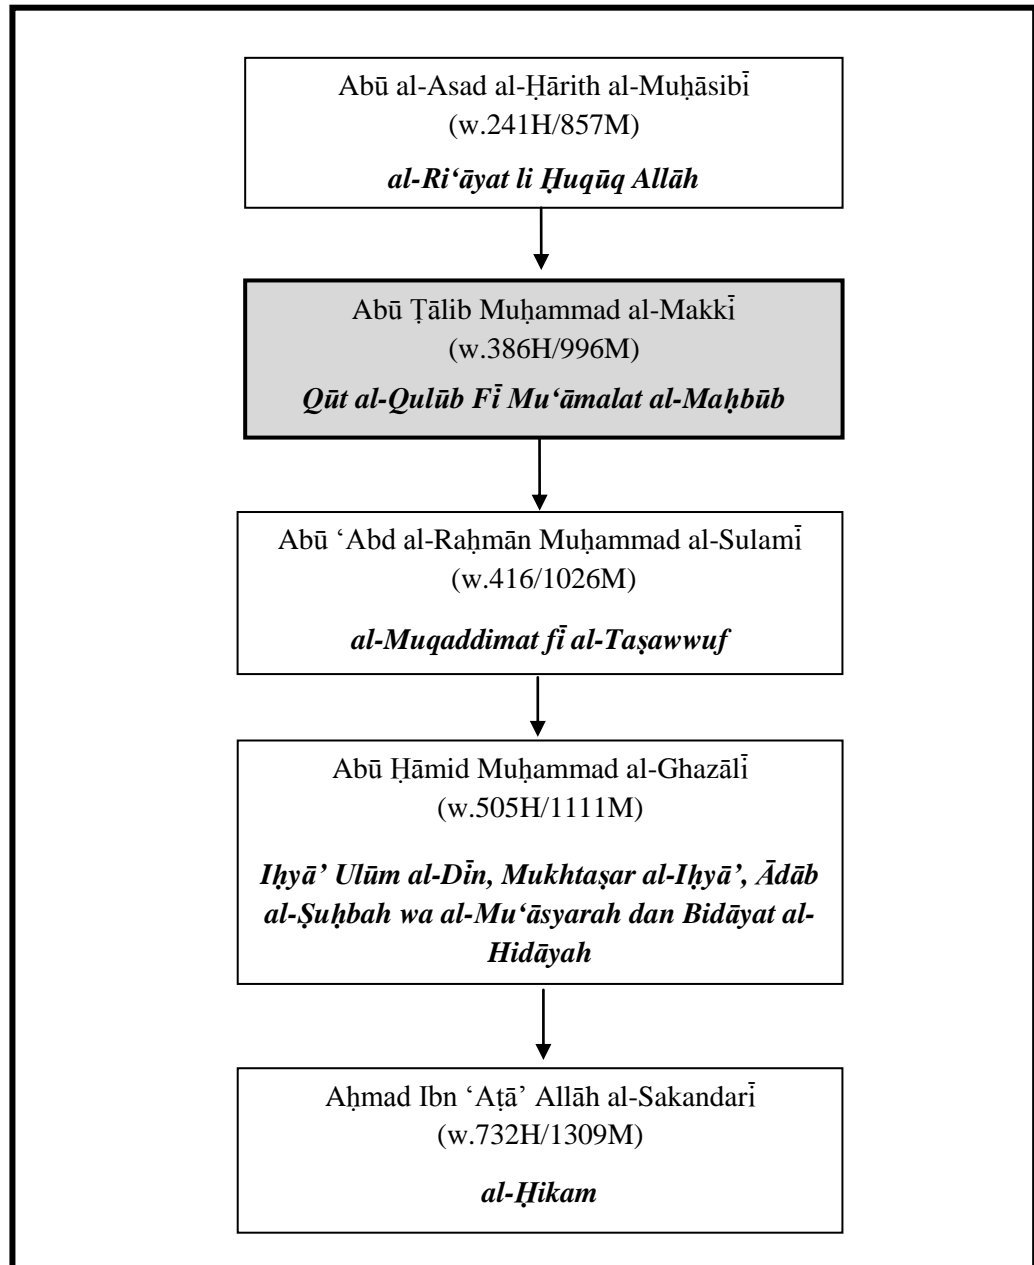 Abū al-Asad al-Ḥārith al-Muḥāsibī
(w.241H/857M)
al-Ri‘āyat li Ḥuqūq Allāh
Abū Ṭālib Muḥammad al-Makkī
(w.386H/996M)
Qūt al-Qulūb Fī Mu‘āmalat al-Maḥbūb
Abū ‘Abd al-Raḥmān Muḥammad al-Sulamī
(w.416/1026M)
al-Muqaddimat fī al-Taṣawwuf
Abū Ḥāmid Muḥammad al-Ghazālī
(w.505H/1111M)
Iḥyā’ Ulūm al-Dīn, Mukhtaṣar al-Iḥyā’, Ādāb
al-Ṣuḥbah wa al-Mu‘āsyarah dan Bidāyat al-
Hidāyah
Aḥmad Ibn ‘Aṭā’ Allāh al-Sakandarī
(w.732H/1309M)
al-Ḥikam